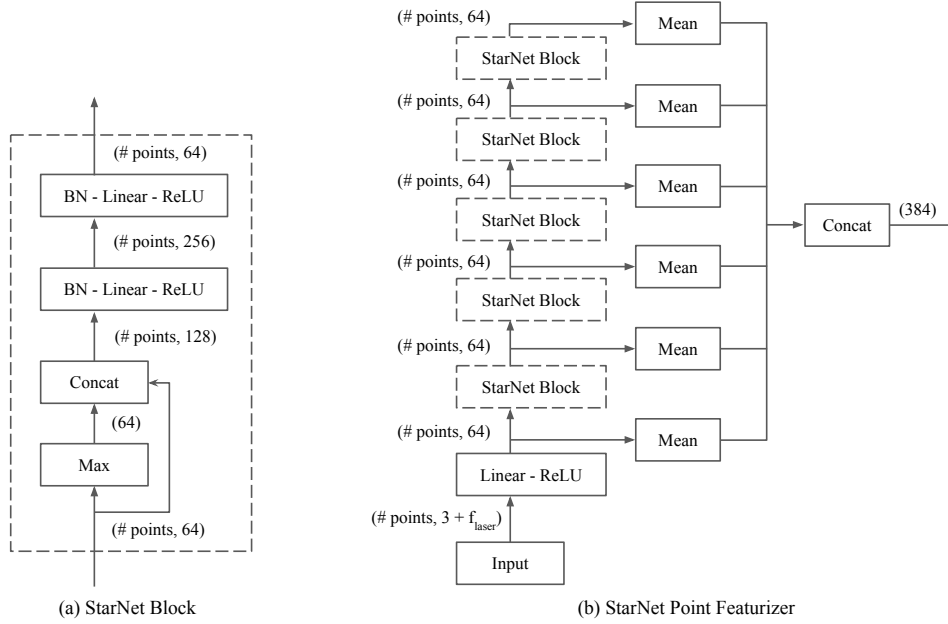 (# points, 64)
BN - Linear - ReLU
(# points, 256)
BN - Linear - ReLU
(# points, 128)
Concat
(64)
Max
(# points, 64)
(a) StarNet Block
(# points, 64)
Mean
StarNet Block
(# points, 64)
Mean
StarNet Block
(# points, 64)
Mean
StarNet Block
(# points, 64)
Mean
StarNet Block
(# points, 64)
Mean
StarNet Block
(# points, 64)
Mean
Linear - ReLU
(# points, 3 + f_laser)
Input
Concat
(384)
(b) StarNet Point Featurizer